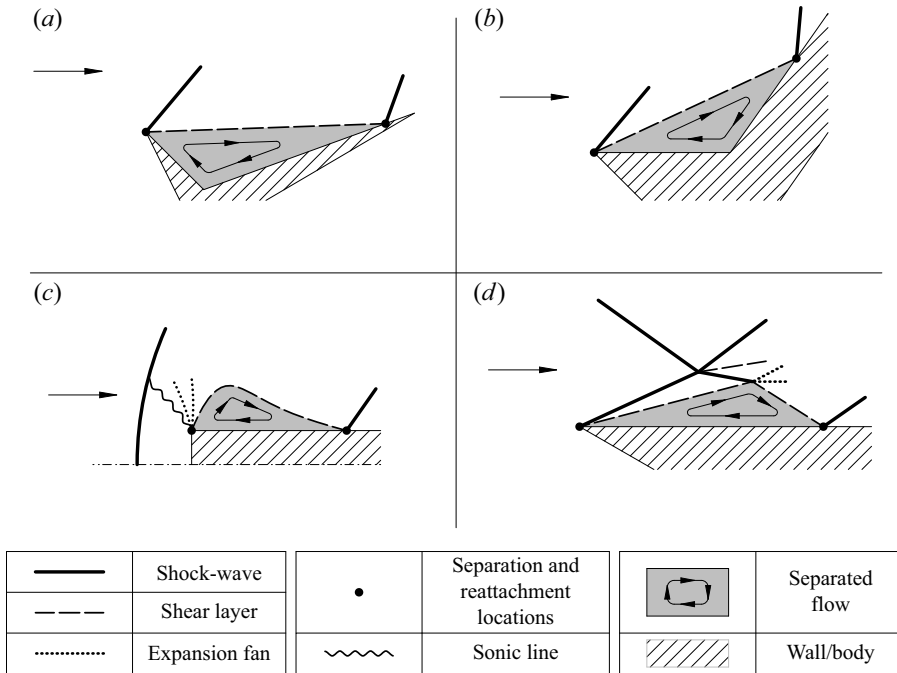 (a)
(b)
(c)
(d)
Shock-wave
Shear layer
Expansion fan
Separation and
reattachment
locations
Sonic line
Separated
flow
Wall/body